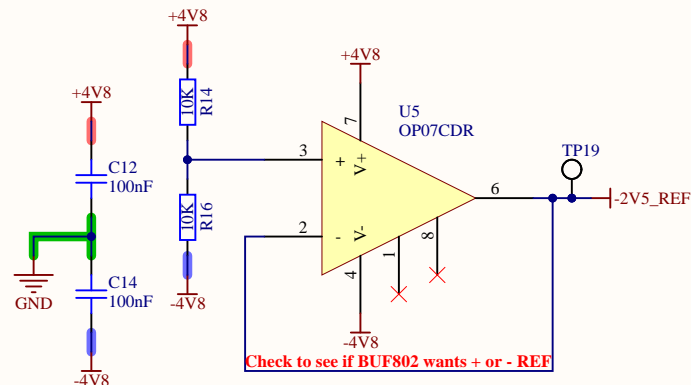 +4V8
+4V8
+4V8
10K
R14
U5
OP07CDR
7
TP19
C12
100nF
3
+
V+
6
-2V5_REF
10K
R16
2
-
V-
1
8
4
GND
C14
100nF
-4V8
-4V8
-4V8
Check to see if BUF802 wants + or - REF